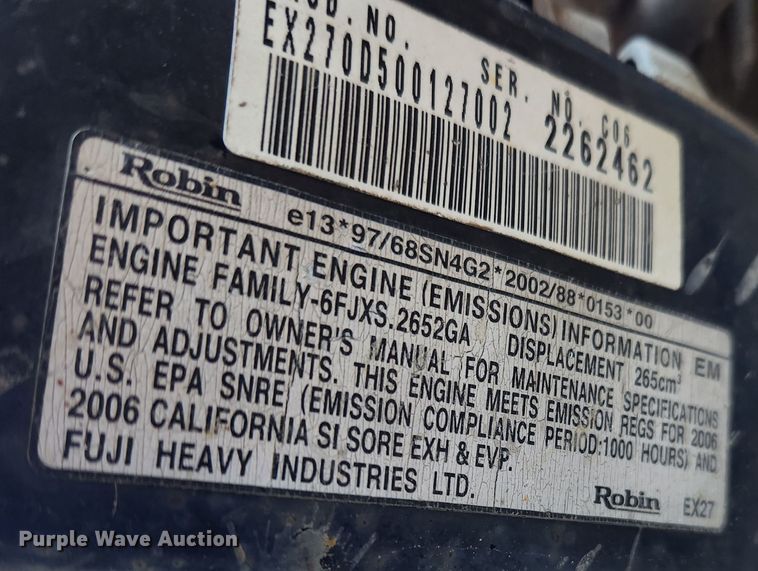 OD. NO.
EX270D500127002
SER. NO. C06
2262462
Robin
e13*97/68SN4G2*2002/88*0153*00
IMPORTANT ENGINE (EMISSIONS) INFORMATION EM
ENGINE FAMILY-6FJXS.2652GA DISPLACEMENT 265cm³
REFER TO OWNER'S MANUAL FOR MAINTENANCE SPECIFICATIONS
AND ADJUSTMENTS. THIS ENGINE MEETS EMISSION REGS FOR 2006
U.S. EPA SNRE (EMISSION COMPLIANCE PERIOD:1000 HOURS) AND
2006 CALIFORNIA SI SORE EXH & EVP.
FUJI HEAVY INDUSTRIES LTD.
Robin EX27
Purple Wave Auction